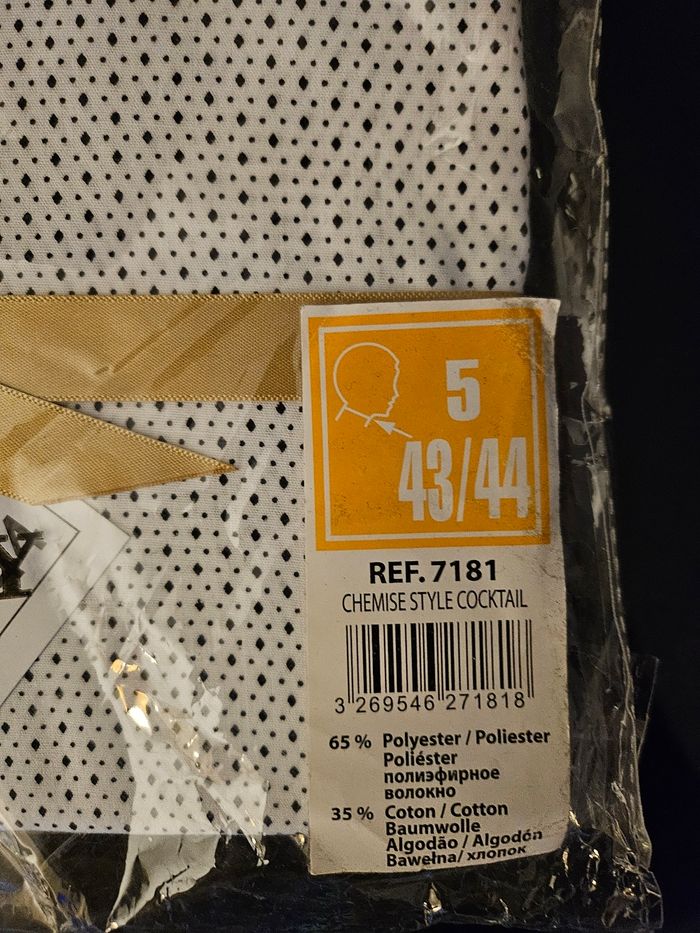 5
43/44
REF. 7181
CHEMISE STYLE COCKTAIL
3 269546 271818
65 % Polyester / Poliester
Poliéster
полиэфирное
волокно
35 % Coton / Cotton
Baumwolle
Algodão / Algodón
Bawełna/ хлопок